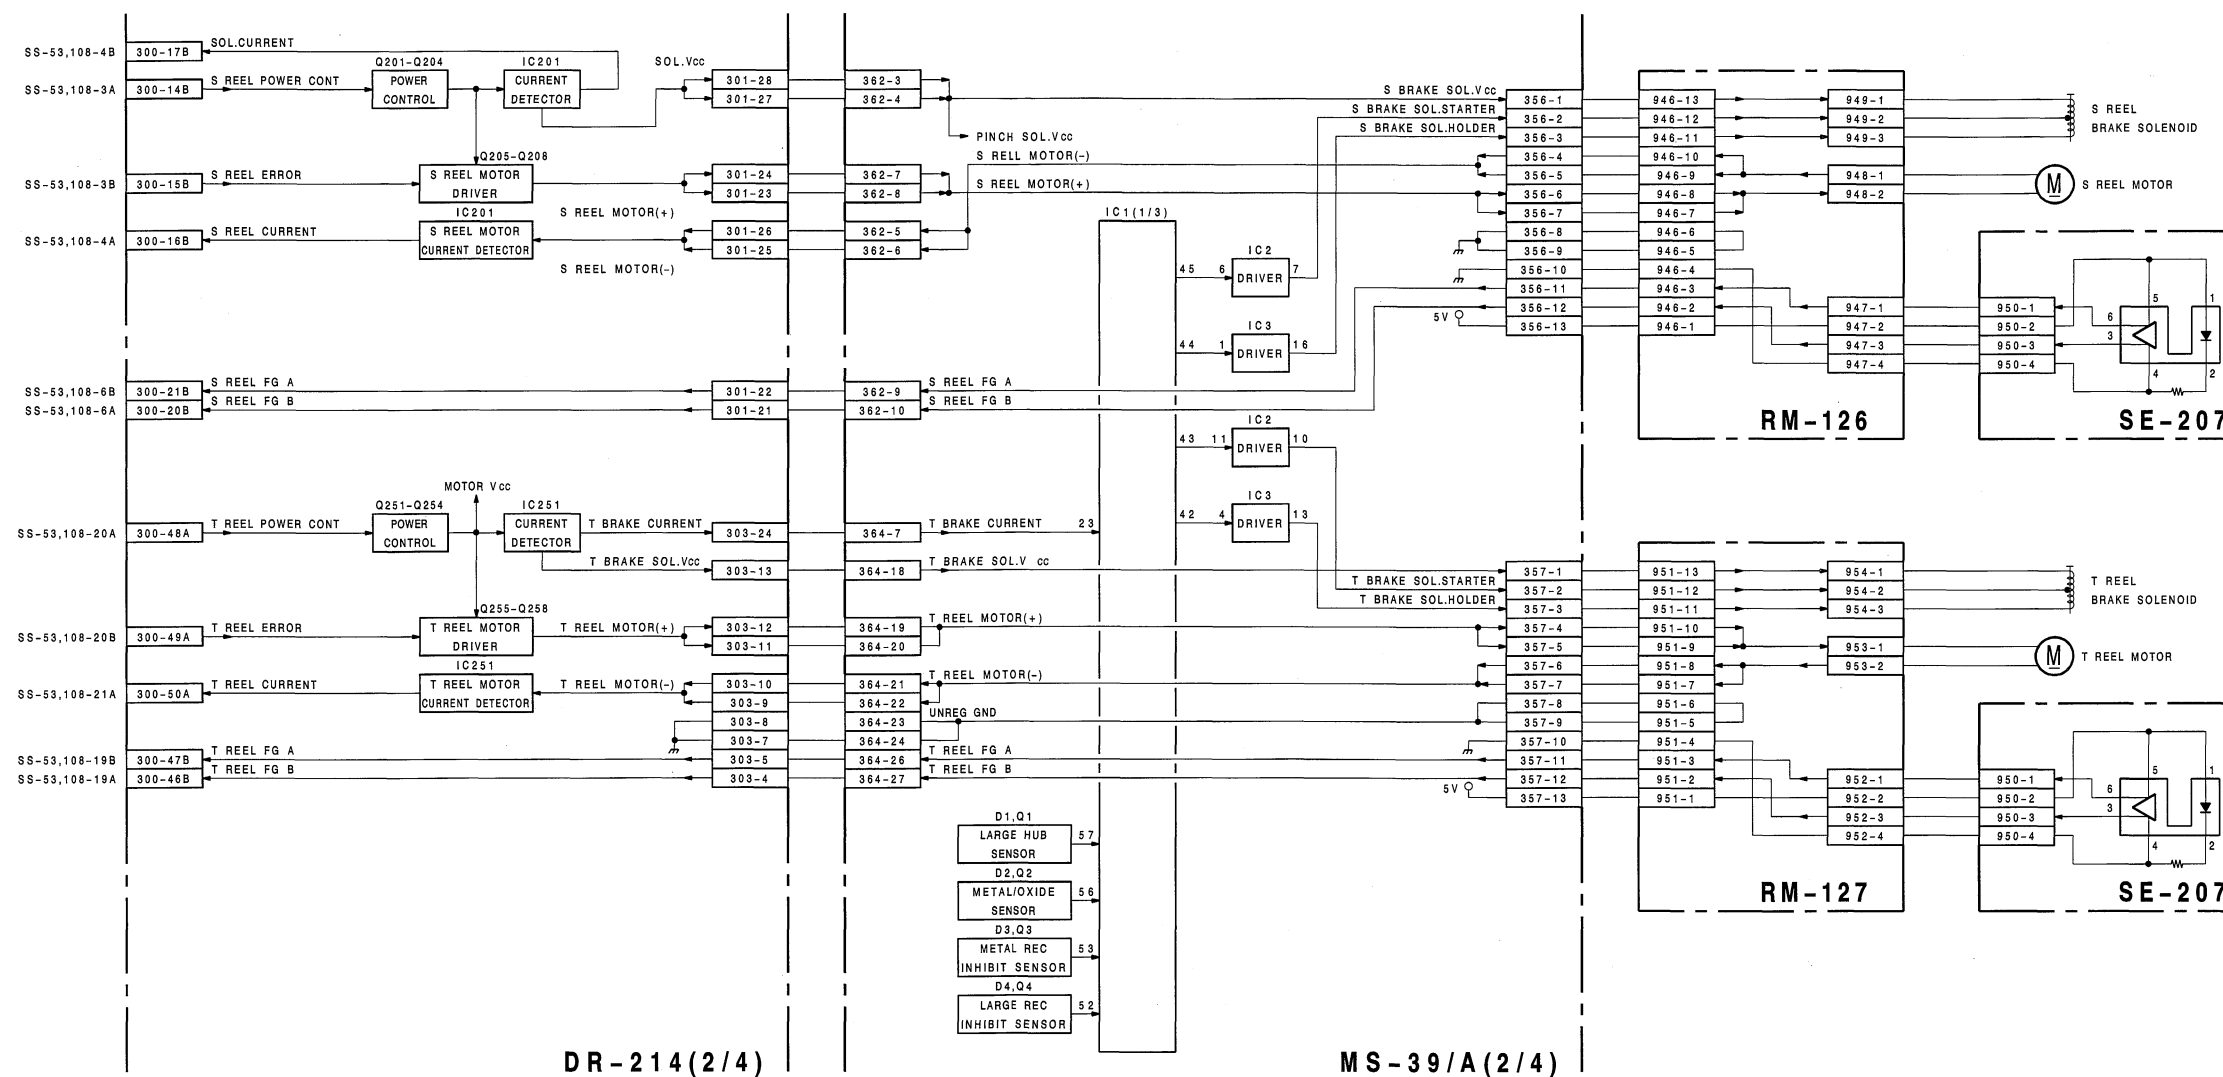 SS-53,108-4B 300-17B SOL.CURRENT
SS-53,108-3A 300-14B S REEL POWER CONT
Q201-Q204
POWER
CONTROL
IC201
CURRENT
DETECTOR
SOL.Vcc
301-28 362-3
301-27 362-4
PINCH SOL.Vcc
S RELL MOTOR(-)
SS-53,108-3B 300-15B S REEL ERROR
Q205-Q208
S REEL MOTOR
DRIVER
301-24 362-7
301-23 362-8
S REEL MOTOR(+)
S REEL MOTOR(+)
SS-53,108-4A 300-16B S REEL CURRENT
IC201
S REEL MOTOR
CURRENT DETECTOR
301-26 362-5
301-25 362-6
S REEL MOTOR(-)
SS-53,108-6B 300-21B S REEL FG A 301-22 362-9 S REEL FG A
SS-53,108-6A 300-20B S REEL FG B 301-21 362-10 S REEL FG B
MOTOR Vcc
SS-53,108-20A 300-48A T REEL POWER CONT
Q251-Q254
POWER
CONTROL
IC251
CURRENT
DETECTOR
T BRAKE CURRENT 303-24 364-7 T BRAKE CURRENT 23
T BRAKE SOL.Vcc 303-13 364-18 T BRAKE SOL.V cc
SS-53,108-20B 300-49A T REEL ERROR
Q255-Q258
T REEL MOTOR
DRIVER
T REEL MOTOR(+) 303-12 364-19 T REEL MOTOR(+)
303-11 364-20
SS-53,108-21A 300-50A T REEL CURRENT
IC251
T REEL MOTOR
CURRENT DETECTOR
T REEL MOTOR(-) 303-10 364-21 T REEL MOTOR(-)
303-9 364-22
303-8 364-23 UNREG GND
303-7 364-24
SS-53,108-19B 300-47B T REEL FG A 303-5 364-26 T REEL FG A
SS-53,108-19A 300-46B T REEL FG B 303-4 364-27 T REEL FG B
DR-214(2/4)
IC1(1/3)
45 6 IC2 DRIVER 7
44 1 IC3 DRIVER 16
43 11 IC2 DRIVER 10
42 4 IC3 DRIVER 13
D1,Q1
LARGE HUB
SENSOR
57
D2,Q2
METAL/OXIDE
SENSOR
56
D3,Q3
METAL REC
INHIBIT SENSOR
53
D4,Q4
LARGE REC
INHIBIT SENSOR
52
MS-39/A(2/4)
S BRAKE SOL.Vcc 356-1 946-13 949-1
S BRAKE SOL.STARTER 356-2 946-12 949-2
S BRAKE SOL.HOLDER 356-3 946-11 949-3
S REEL
BRAKE SOLENOID
356-4 946-10
356-5 946-9 948-1
356-6 946-8 948-2
M S REEL MOTOR
356-7 946-7
356-8 946-6
356-9 946-5
356-10 946-4
356-11 946-3
356-12 946-2 947-1 950-1
5V 356-13 946-1 947-2 950-2
947-3 950-3
947-4 950-4
5 1
6
3
4 2
RM-126
SE-207
T BRAKE SOL.STARTER
T BRAKE SOL.HOLDER
357-1 951-13 954-1
357-2 951-12 954-2
357-3 951-11 954-3
T REEL
BRAKE SOLENOID
357-4 951-10
357-5 951-9 953-1
357-6 951-8 953-2
M T REEL MOTOR
357-7 951-7
357-8 951-6
357-9 951-5
357-10 951-4
357-11 951-3
357-12 951-2 952-1 950-1
5V 357-13 951-1 952-2 950-2
952-3 950-3
952-4 950-4
5 1
6
3
4 2
RM-127
SE-207